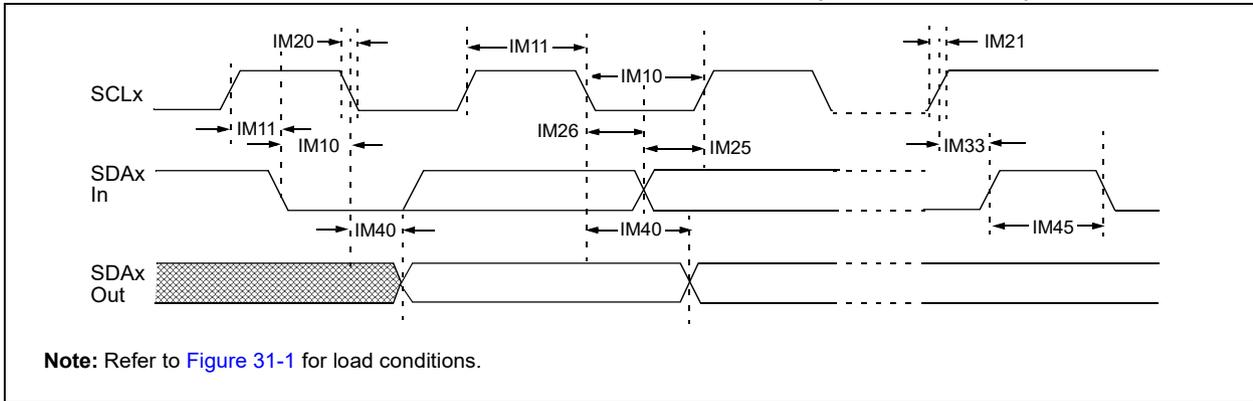 IM20
IM11
IM21
IM10
SCLx
IM11
IM10
IM26
IM25
IM33
SDAx
In
IM40
IM40
IM45
SDAx
Out
Note: Refer to Figure 31-1 for load conditions.